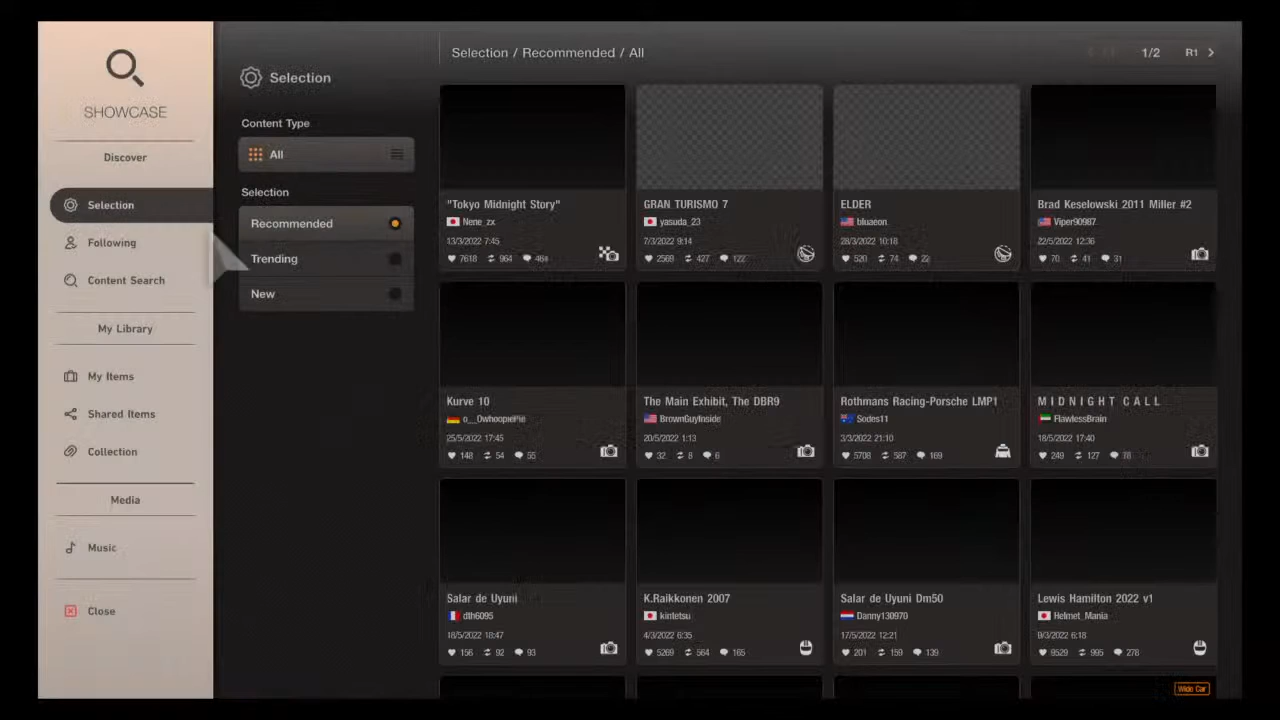 SHOWCASE
Discover
Selection
Following
Content Search
My Library
My Items
Shared Items
Collection
Media
Music
Close
Selection
Content Type
All
Selection
Recommended
Trending
New
Selection / Recommended / All
1/2 R1
"Tokyo Midnight Story"
Nene_zx
13/3/2022 7:45
7618 964
GRAN TURISMO 7
yasuda_23
7/3/2022 9:14
2569 427 122
ELDER
bluaeon
28/3/2022 10:18
520 74 22
Brad Keselowski 2011 Miller #2
Viper90987
22/5/2022 12:36
70 41 31
Kurve 10
o__OwhoopiePie
25/5/2022 17:45
148 54 55
The Main Exhibit, The DBR9
BrownGuyInside
20/5/2022 1:13
32 8 6
Rothmans Racing-Porsche LMP1
Sodes11
3/3/2022 21:10
5708 587 169
M I D N I G H T C A L L
FlawlessBrain
18/5/2022 17:40
249 127 78
Salar de Uyuni
dth6095
18/5/2022 18:47
156 92 93
K.Raikkonen 2007
kintetsu
4/3/2022 6:35
5269 564 165
Salar de Uyuni Dm50
Danny130970
17/5/2022 12:21
201 159 139
Lewis Hamilton 2022 v1
Helmet_Mania
9/3/2022 6:18
9529 995 278
Wide Car